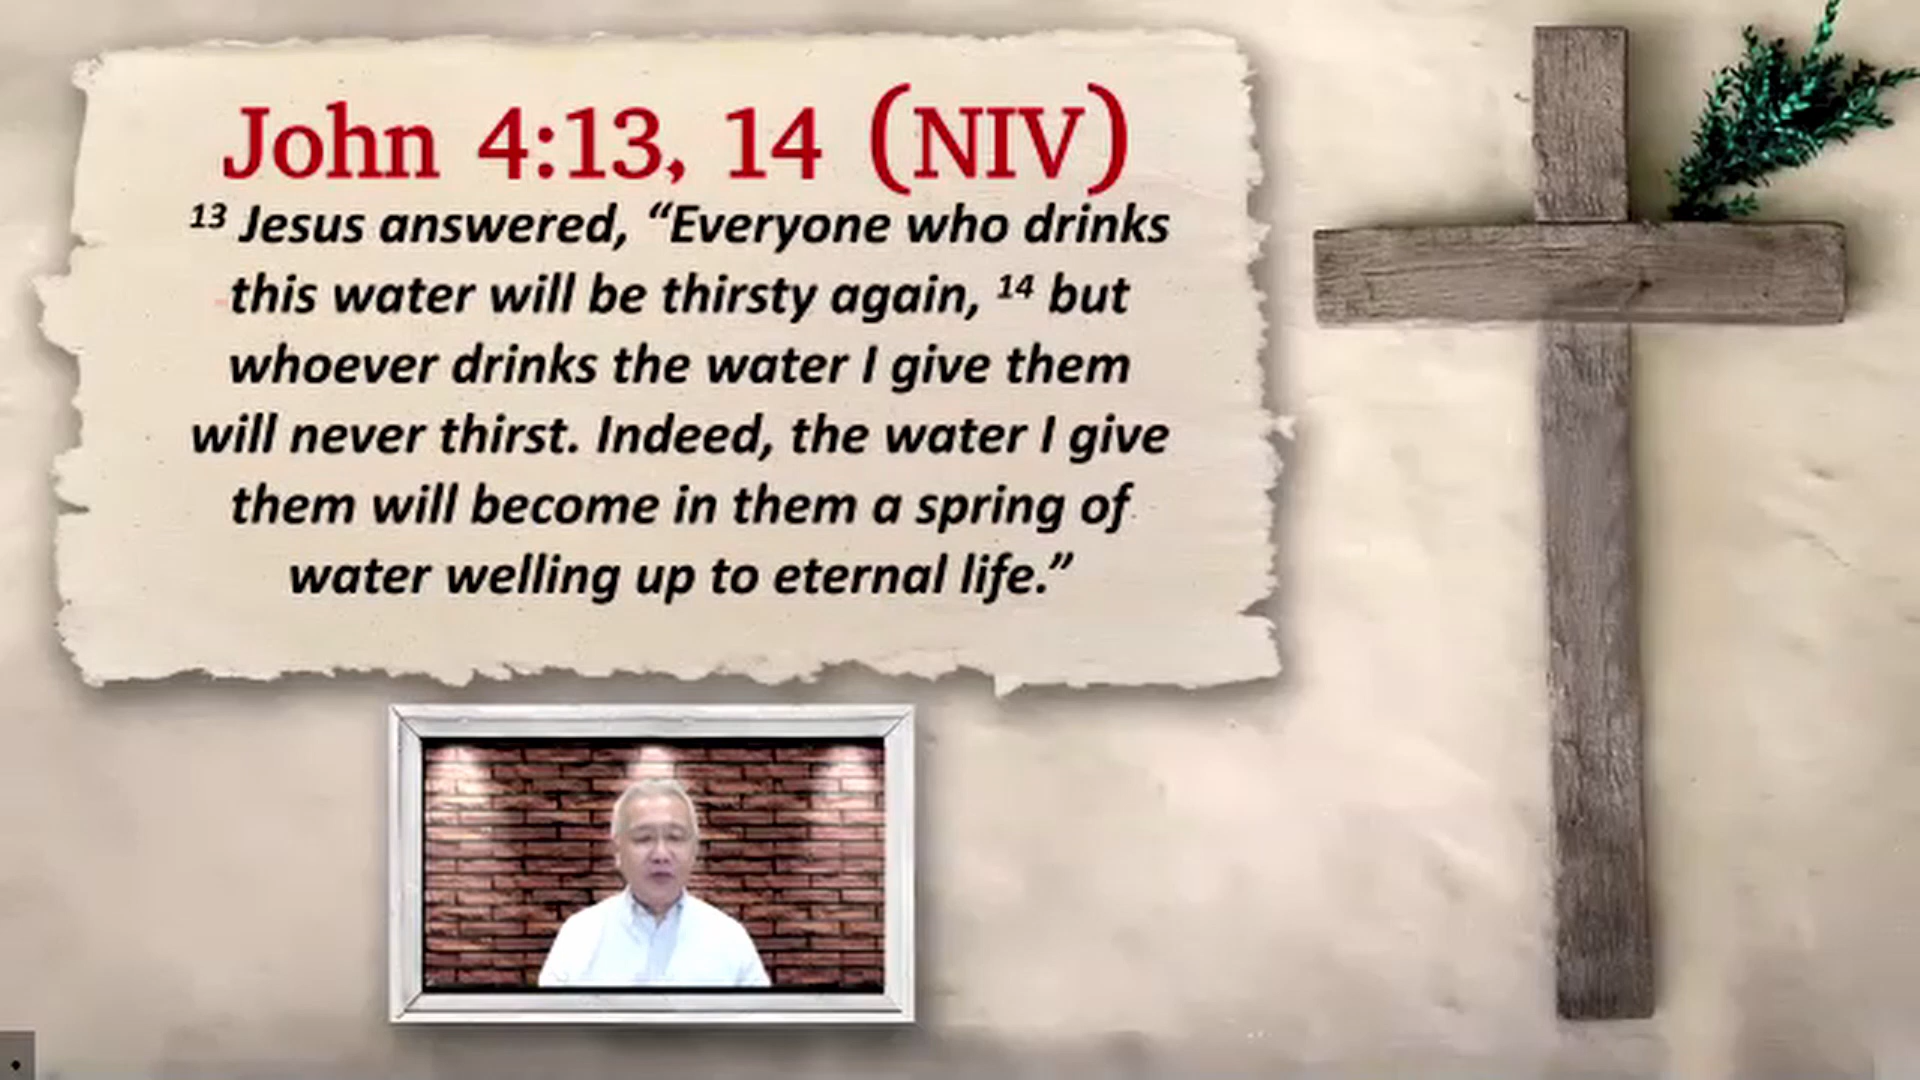 John 4:13, 14 (NIV)
¹³ Jesus answered, “Everyone who drinks
this water will be thirsty again, ¹⁴ but
whoever drinks the water I give them
will never thirst. Indeed, the water I give
them will become in them a spring of
water welling up to eternal life.”